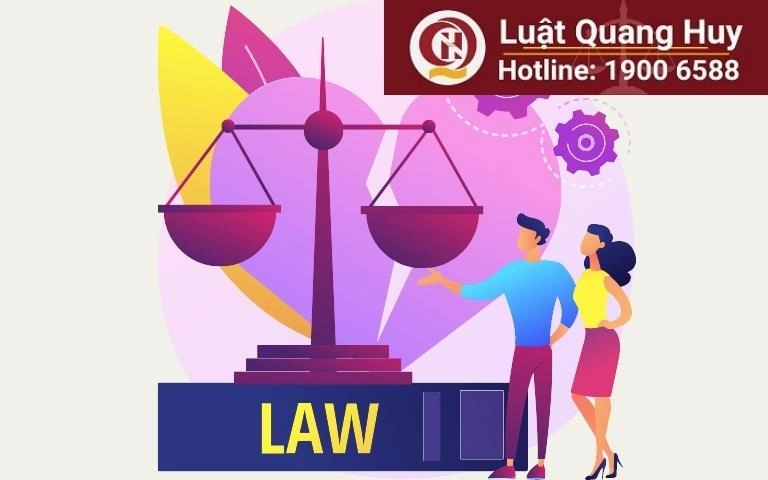 Luật Quang Huy
Hotline: 1900 6588
LAW